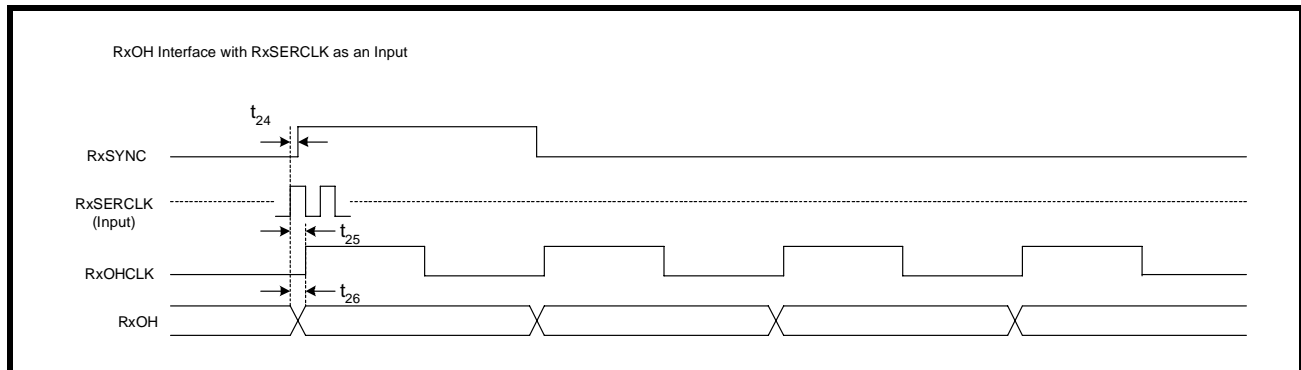 RxOH Interface with RxSERCLK as an Input
t24
RxSYNC
RxSERCLK
(Input)
t25
RxOHCLK
t26
RxOH